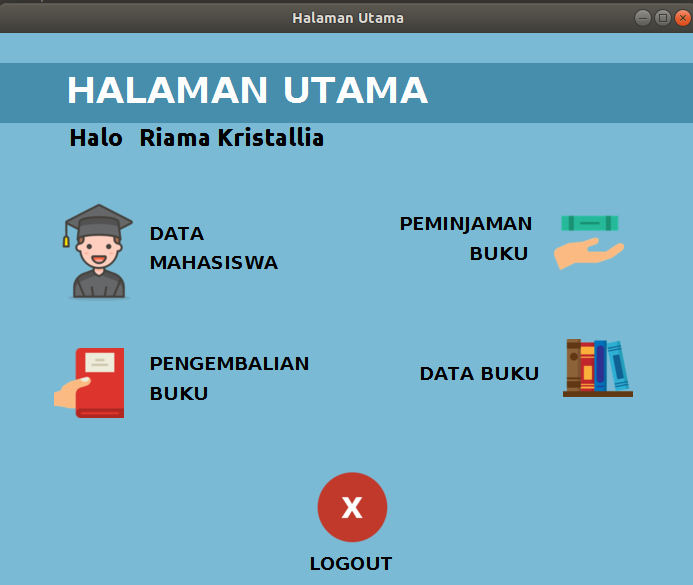 Halaman Utama
HALAMAN UTAMA
Halo Riama Kristallia
DATA
MAHASISWA
PEMINJAMAN
BUKU
PENGEMBALIAN
BUKU
DATA BUKU
X
LOGOUT